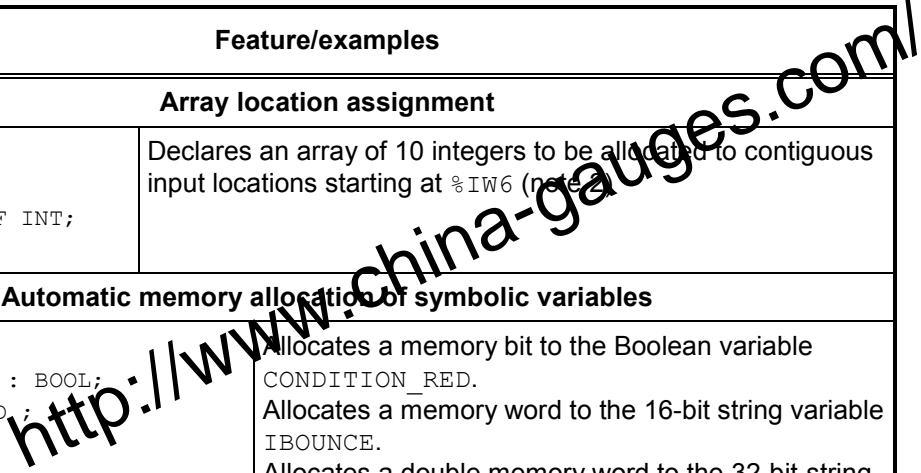 Feature/examples
Array location assignment
Declares an array of 10 integers to be allocated to contiguous
input locations starting at %IW6 (note 2)
F INT;
Automatic memory allocation of symbolic variables
: BOOL;
Allocates a memory bit to the Boolean variable
CONDITION_RED.
;
Allocates a memory word to the 16-bit string variable
IBOUNCE.
Allocates a double memory word to the 32-bit string
http://www.china-gauges.com/